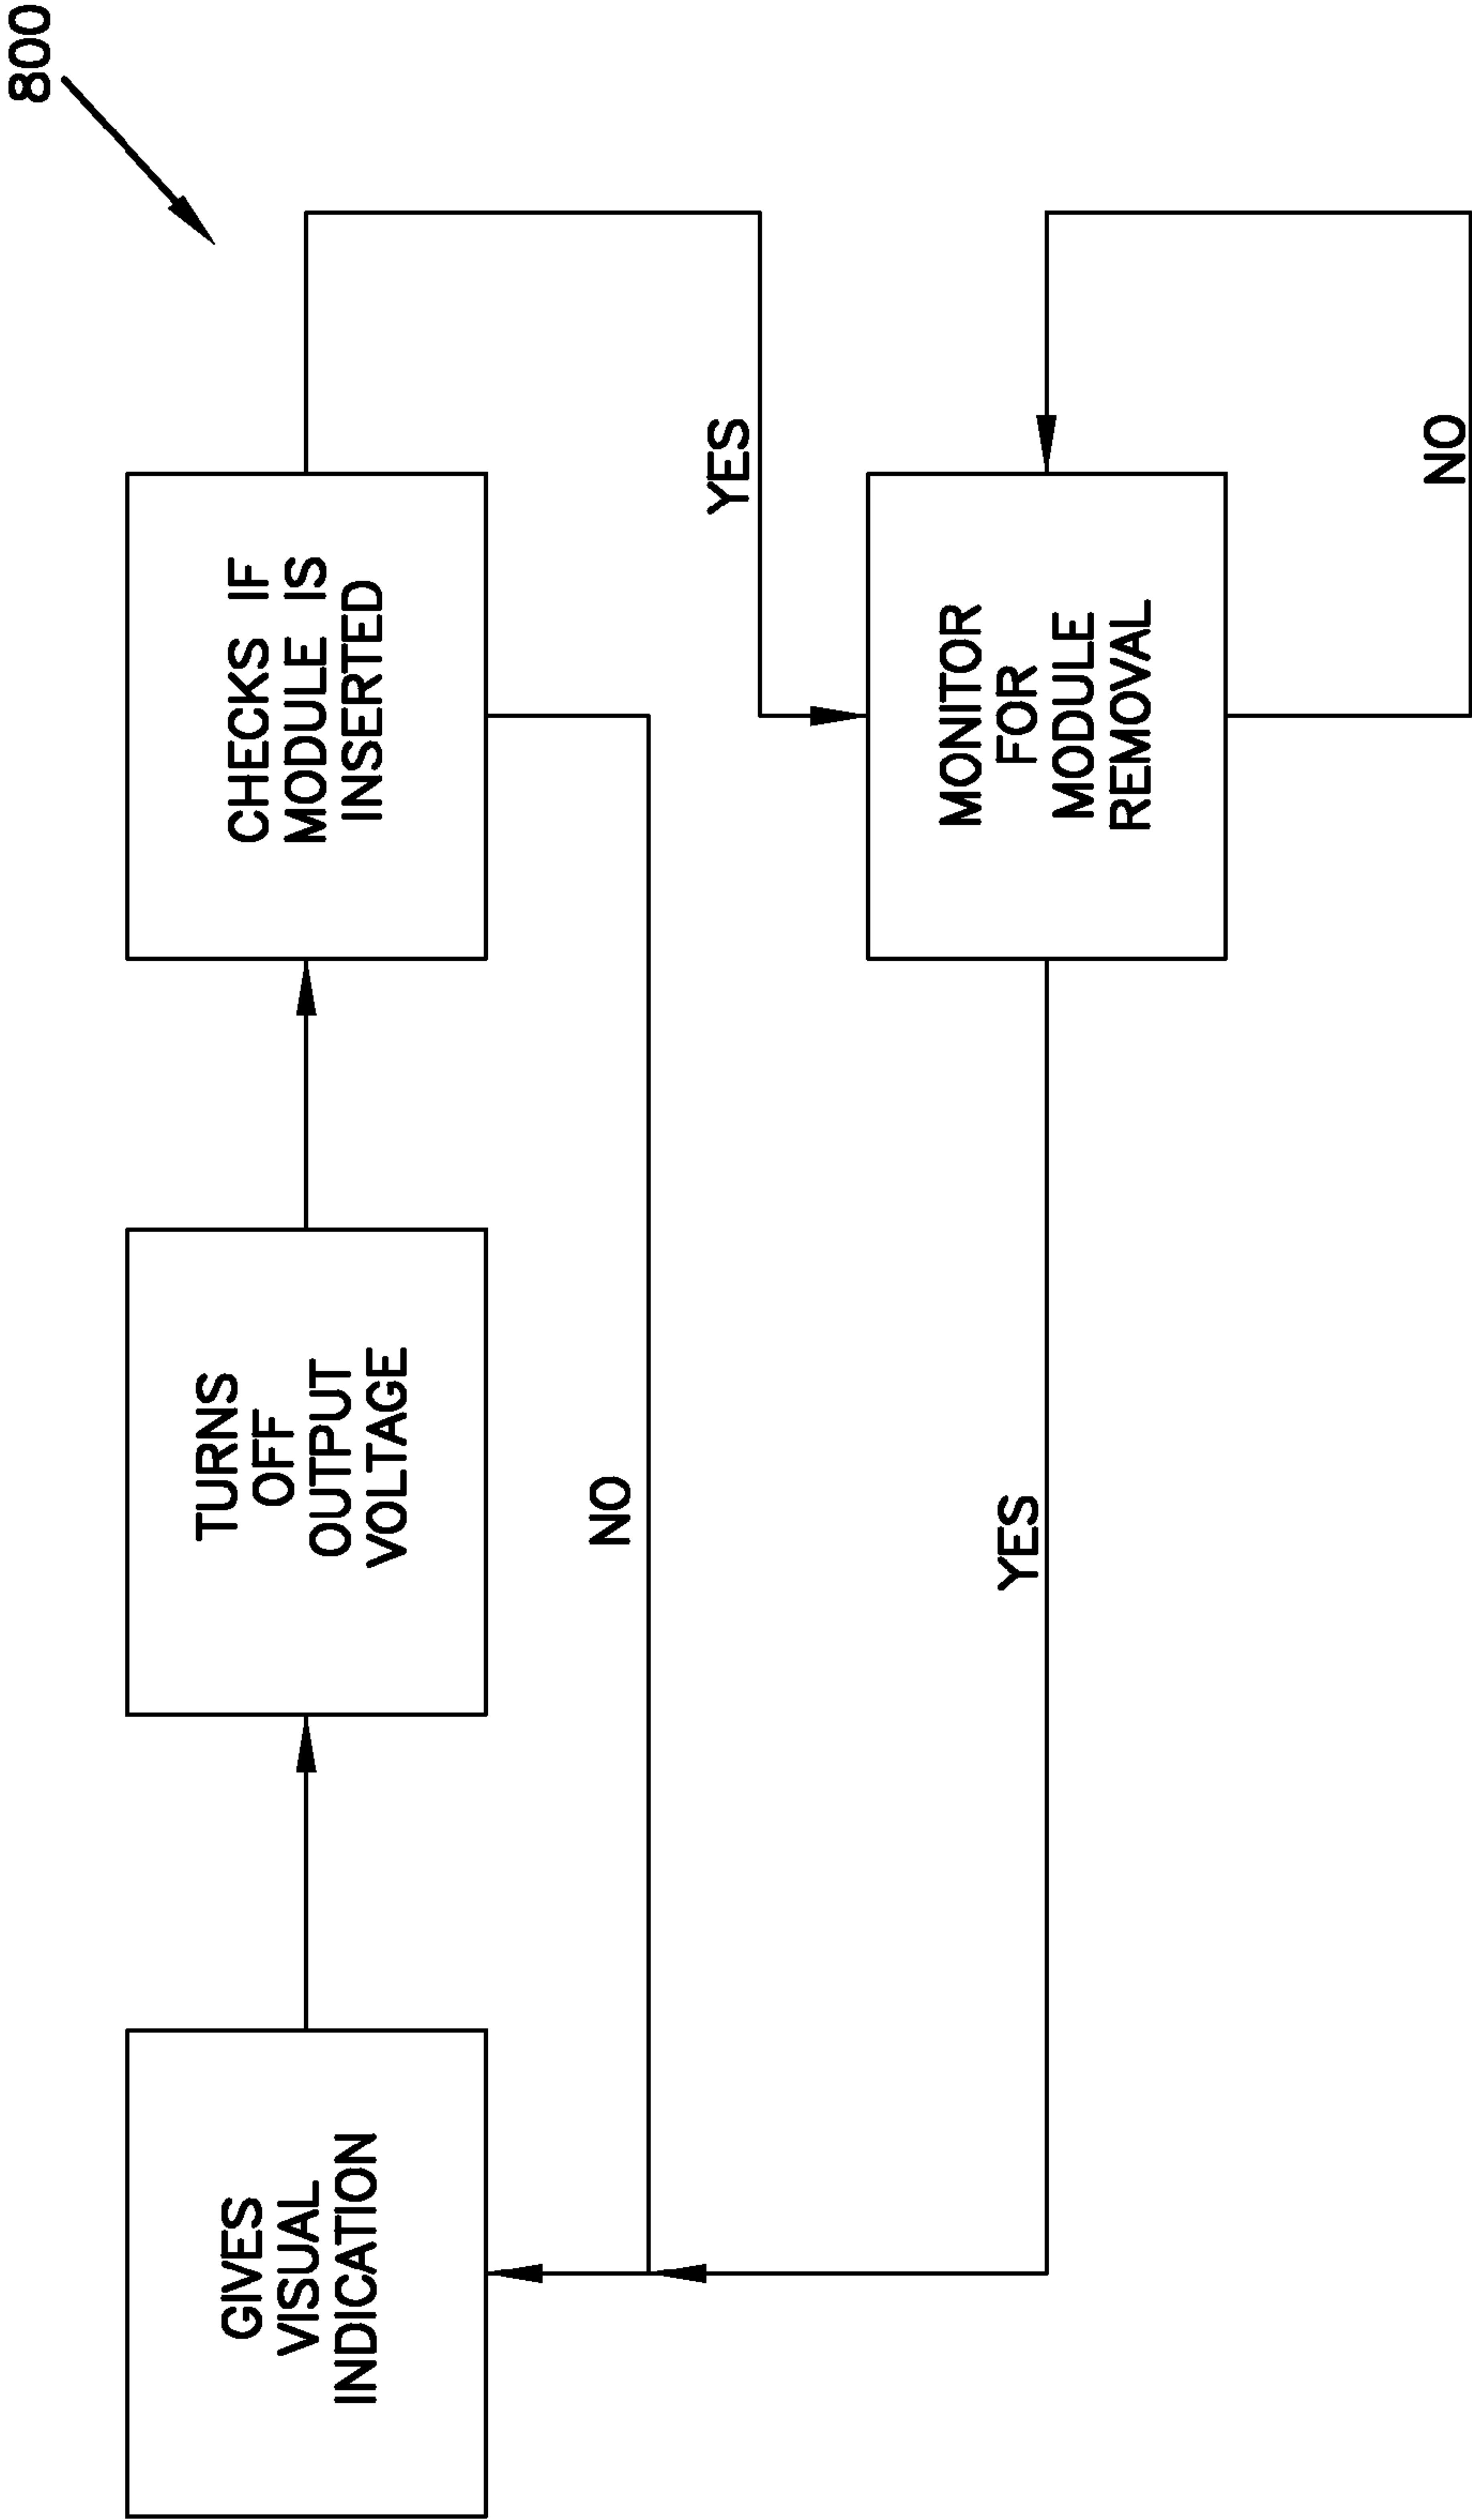 800
GIVES
VISUAL
INDICATION
TURNS
OFF
OUTPUT
VOLTAGE
CHECKS IF
MODULE IS
INSERTED
NO
YES
MONITOR
FOR
MODULE
REMOVAL
YES
NO